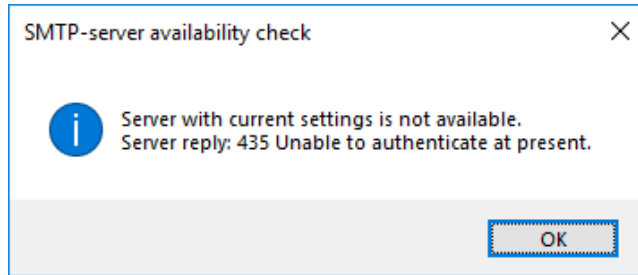 SMTP-server availability check
Server with current settings is not available.
Server reply: 435 Unable to authenticate at present.
OK